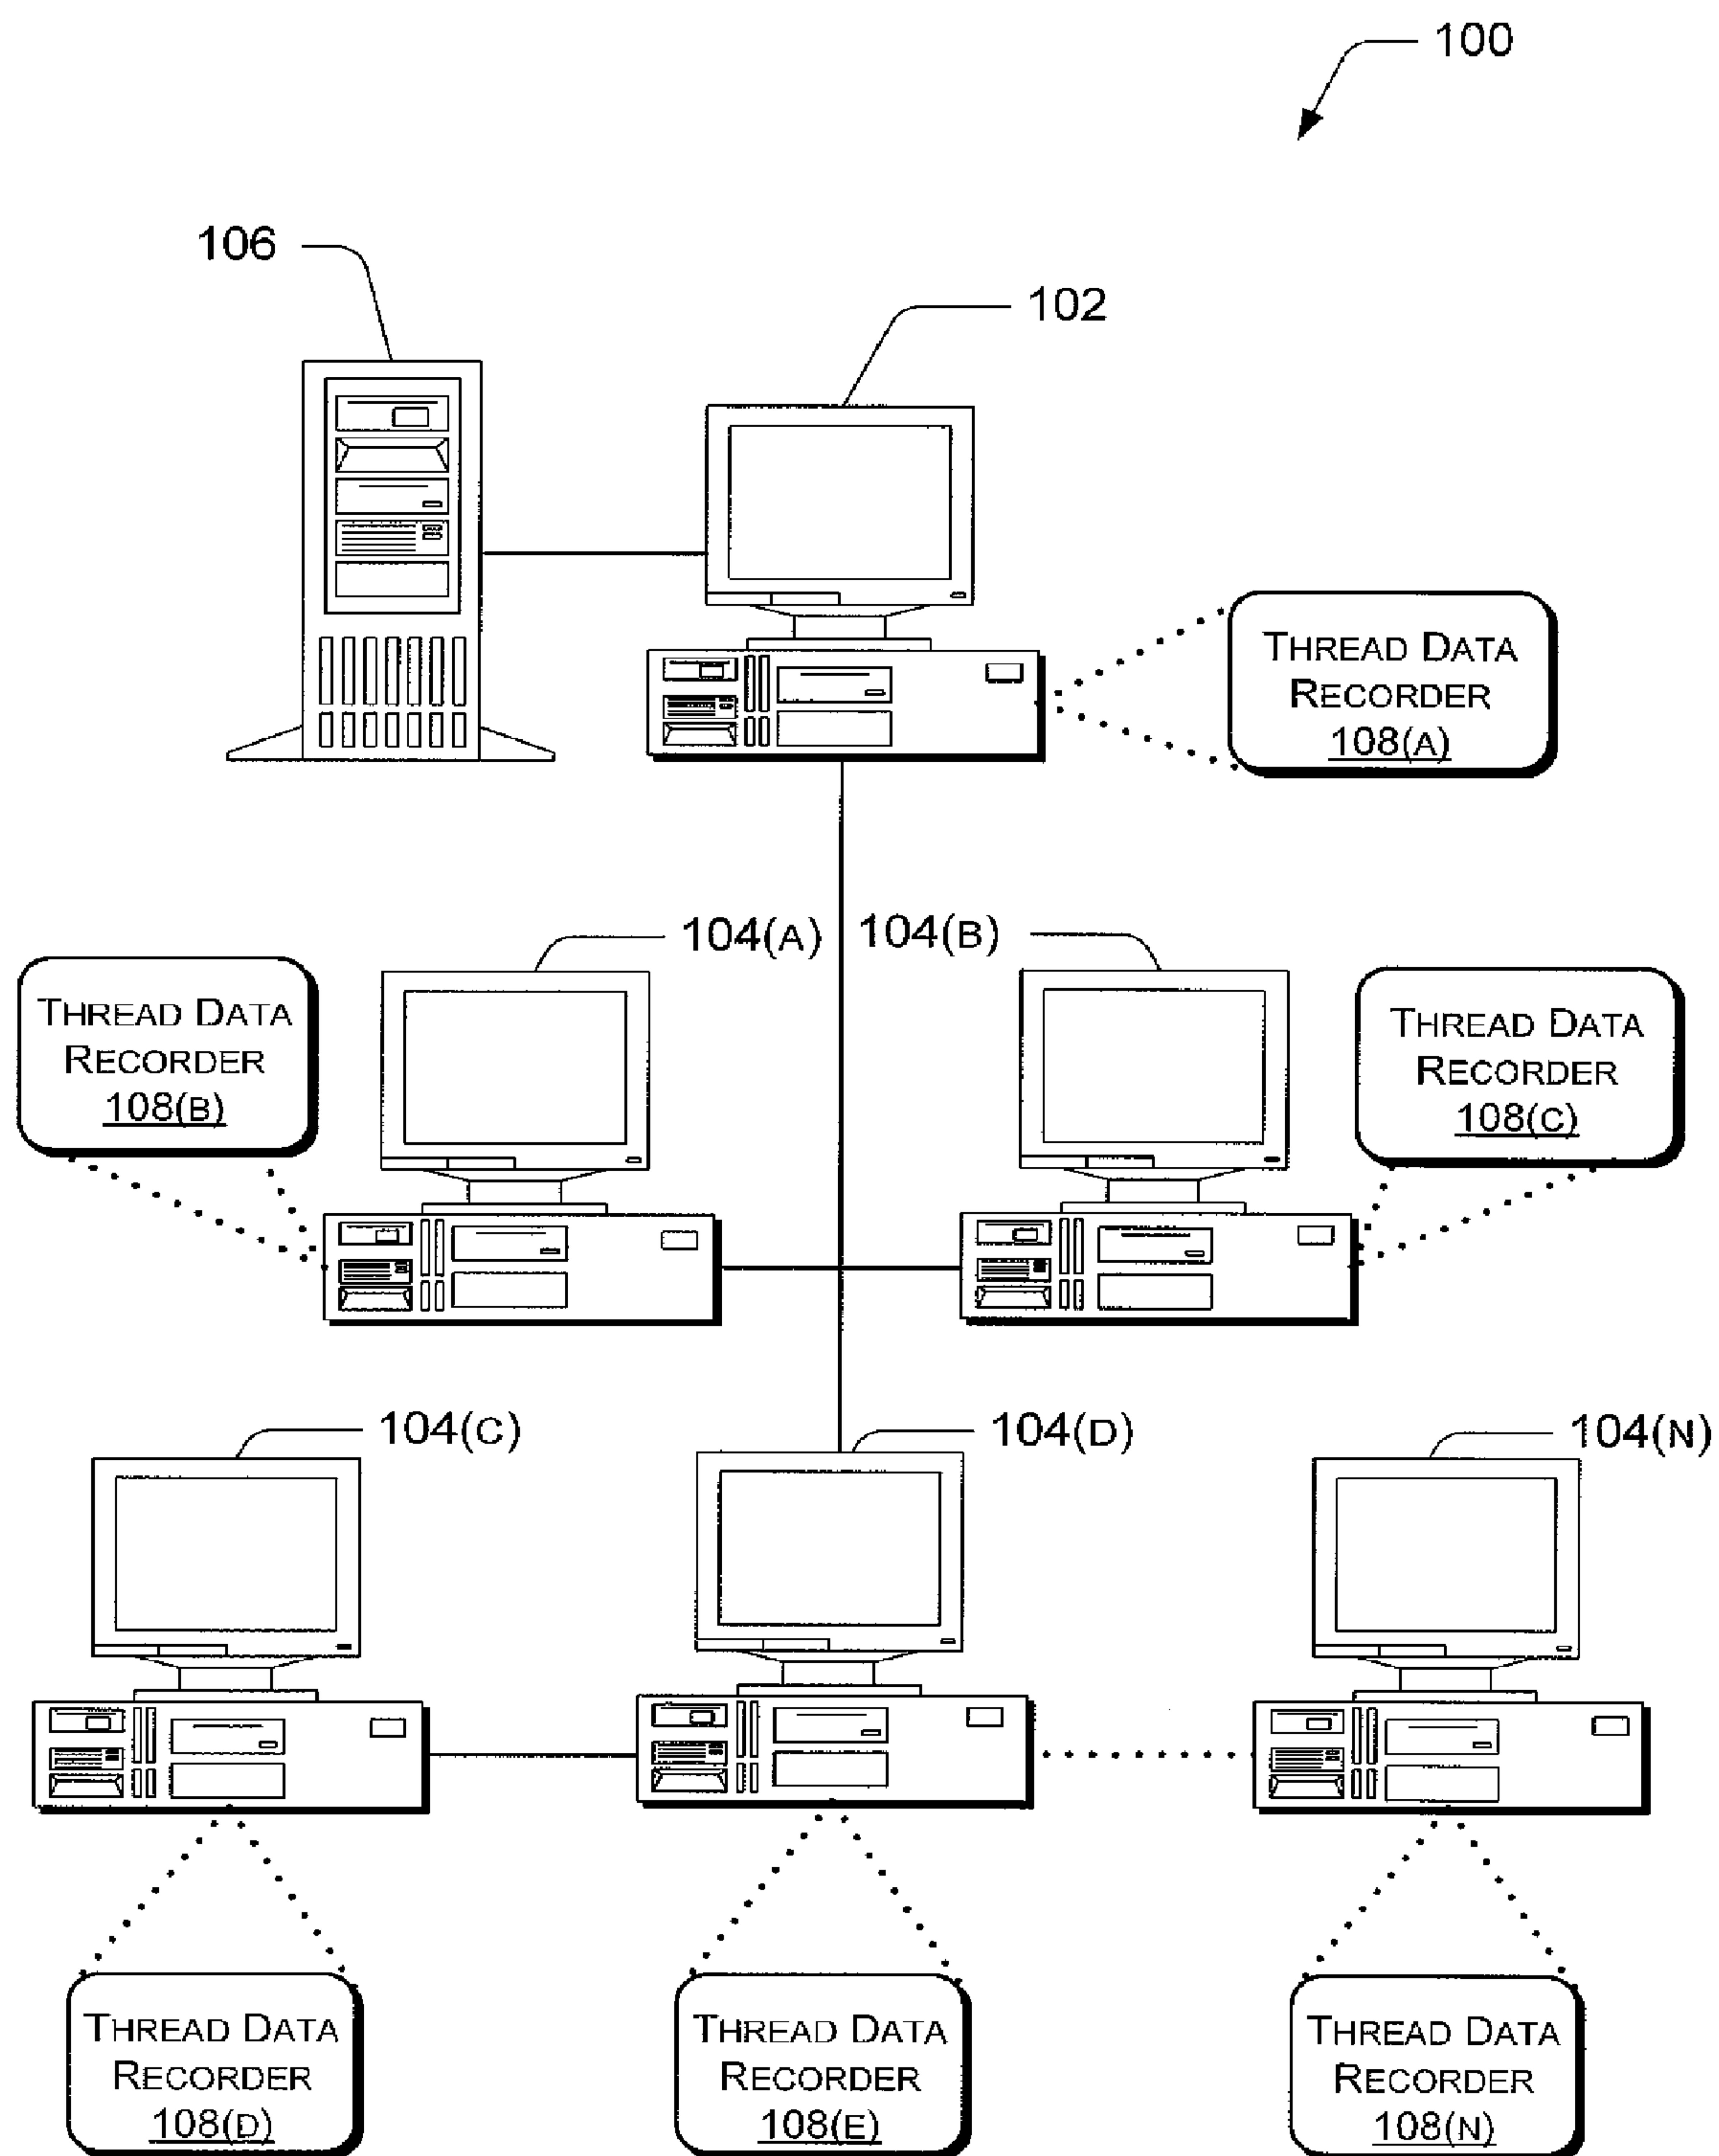 100
106
102
THREAD DATA
RECORDER
108(A)
104(A)
104(B)
THREAD DATA
RECORDER
108(B)
THREAD DATA
RECORDER
108(C)
104(C)
104(D)
104(N)
THREAD DATA
RECORDER
108(D)
THREAD DATA
RECORDER
108(E)
THREAD DATA
RECORDER
108(N)